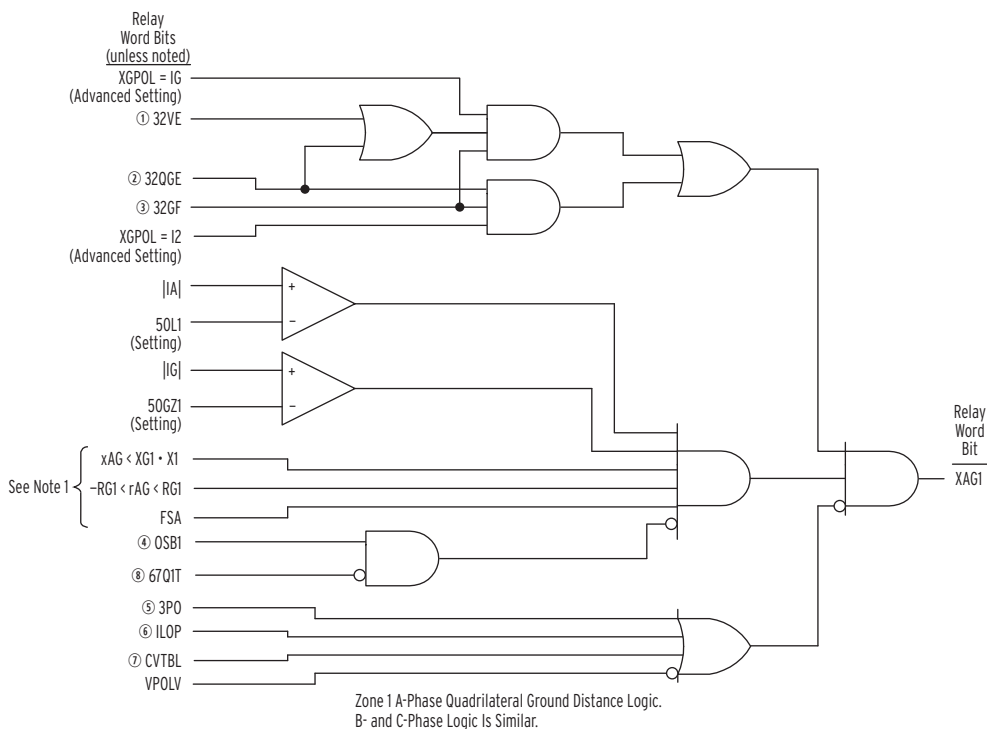 Relay
Word Bits
(unless noted)
XGPOL = IG
(Advanced Setting)
① 32VE
② 32QGE
③ 32GF
XGPOL = I2
(Advanced Setting)
|IA|
+
50L1
–
(Setting)
|IG|
+
50GZ1
–
(Setting)
See Note 1
xAG < XG1 • X1
–RG1 < rAG < RG1
FSA
④ OSB1
⑧ 67Q1T
⑤ 3PO
⑥ ILOP
⑦ CVTBL
VPOLV
Relay
Word
Bit
XAG1
Zone 1 A-Phase Quadrilateral Ground Distance Logic.
B- and C-Phase Logic Is Similar.